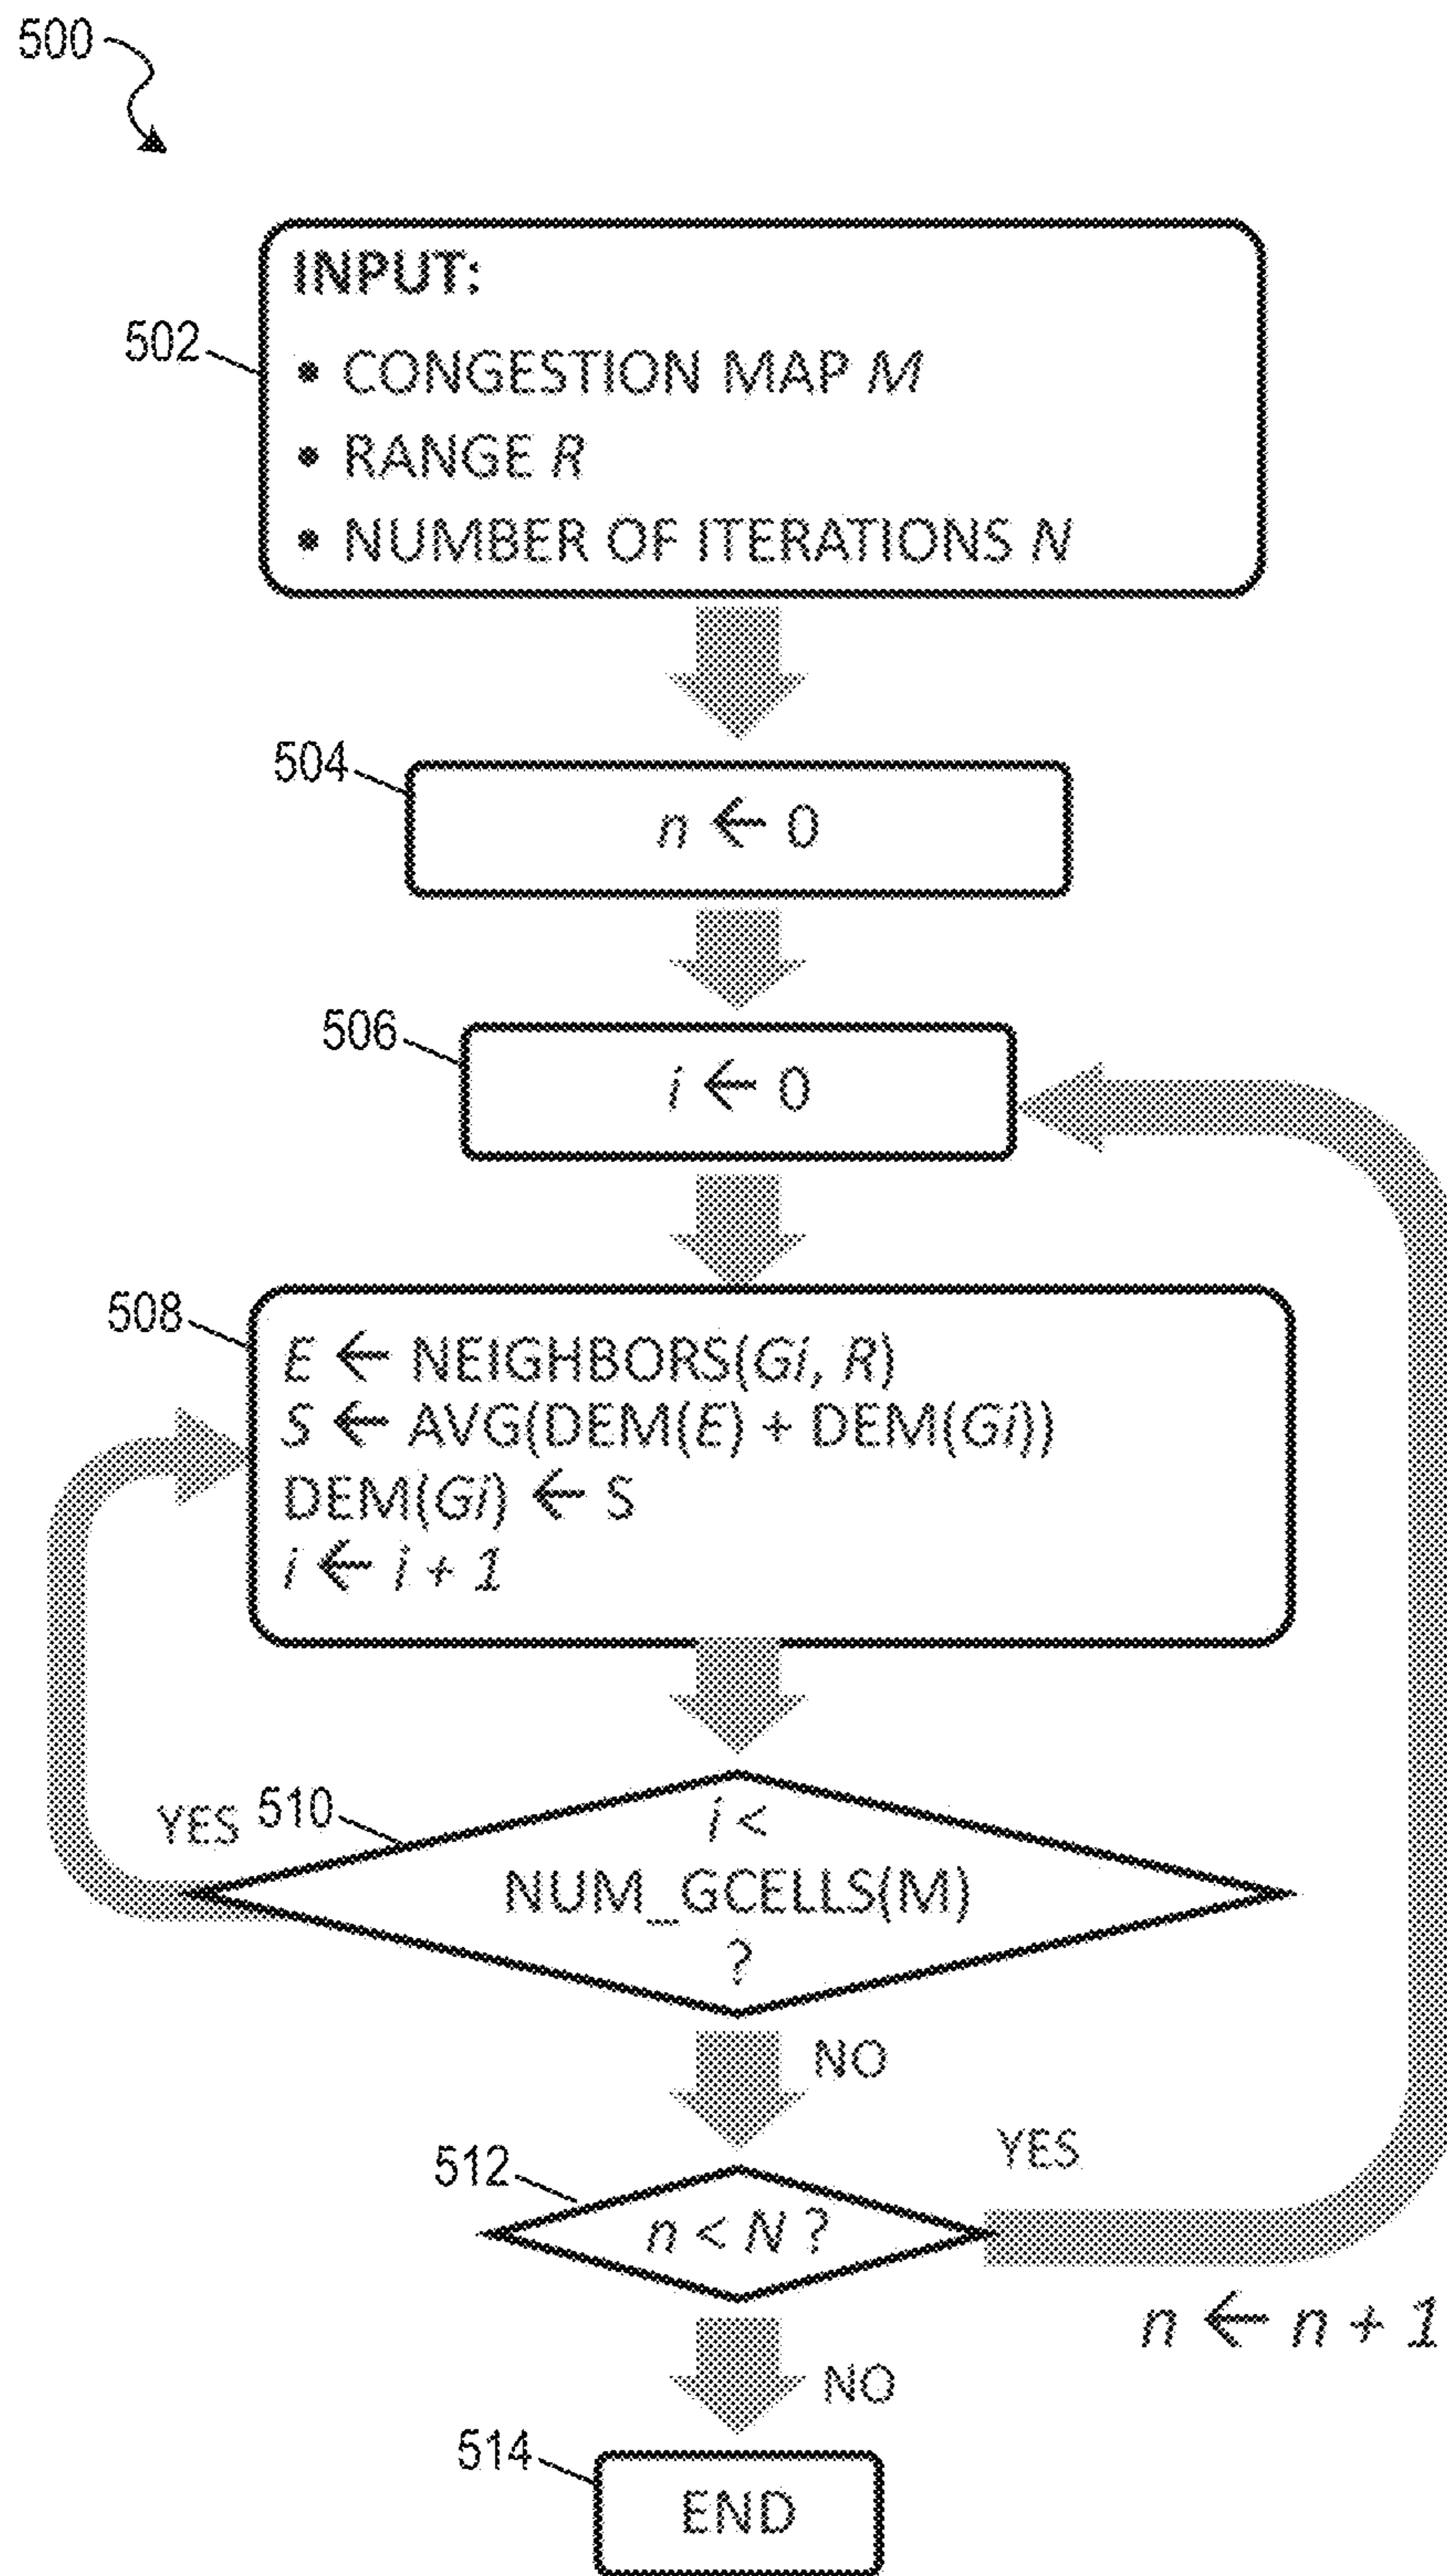 500
INPUT:
502
• CONGESTION MAP M
• RANGE R
• NUMBER OF ITERATIONS N
504
n ← 0
506
i ← 0
508
E ← NEIGHBORS(Gi, R)
S ← AVG(DEM(E) + DEM(Gi))
DEM(Gi) ← S
i ← i + 1
YES 510
i <
NUM_GCELLS(M)
?
NO
512
YES
n < N ?
n ← n + 1
NO
514
END